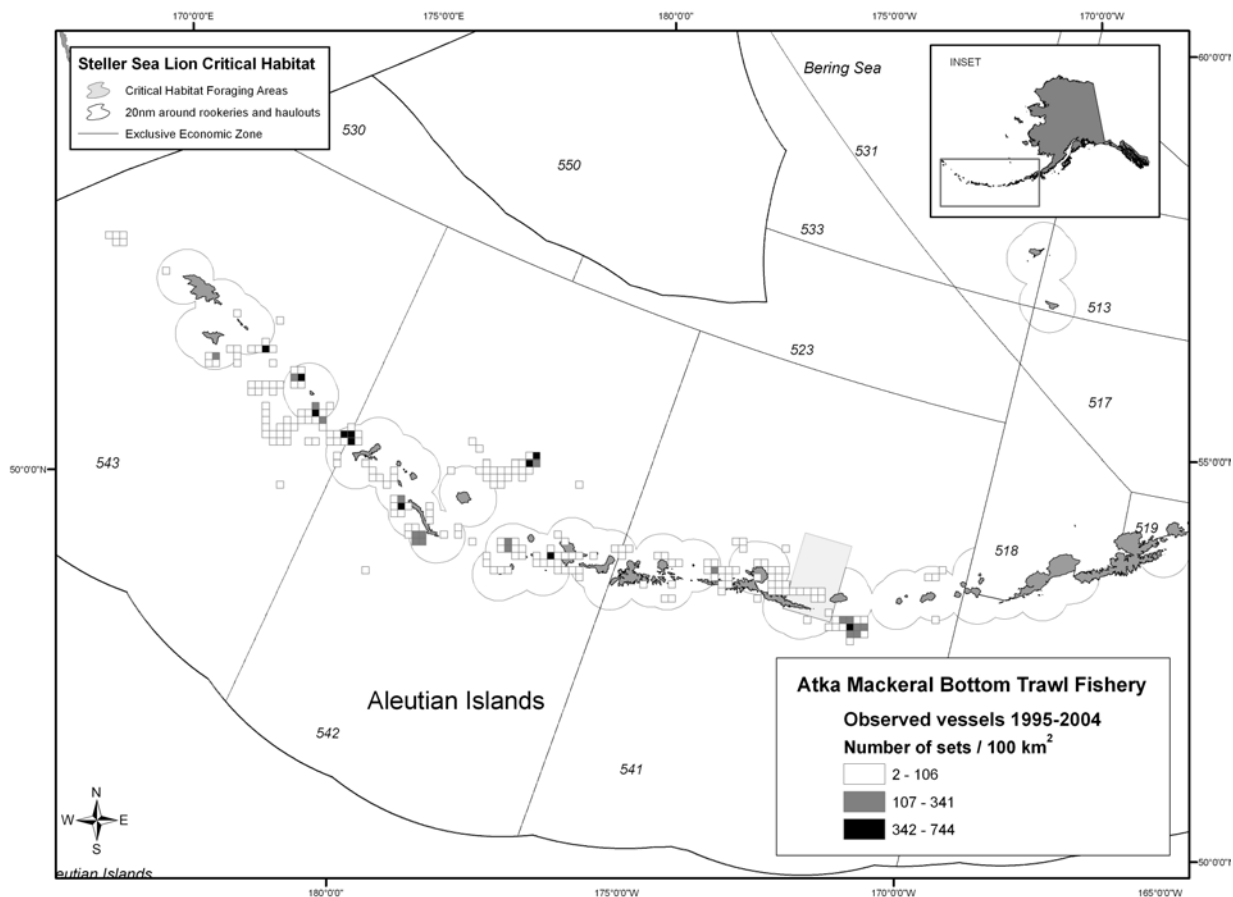 170°0'0"E 175°0'0"E 180°0'0" 175°0'0"W 170°0'0"W
Steller Sea Lion Critical Habitat
Critical Habitat Foraging Areas
20nm around rookeries and haulouts
Exclusive Economic Zone
Bering Sea
INSET
60°0'0"N
530
550
531
533
513
523
517
543
50°0'0"N
55°0'0"N
519
518
Aleutian Islands
542
541
Atka Mackeral Bottom Trawl Fishery
Observed vessels 1995-2004
Number of sets / 100 km²
2 - 106
107 - 341
342 - 744
N
W E
S
eutian Islands
50°0'0"N
180°0'0" 175°0'0"W 170°0'0"W 165°0'0"W